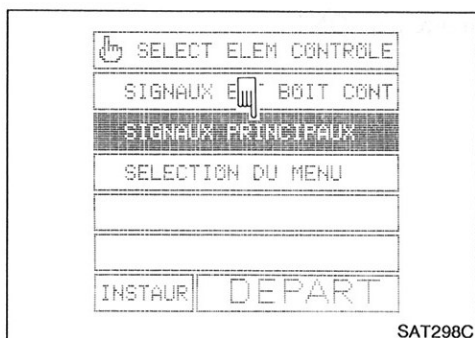 SELECT ELEM CONTROLE
SIGNAUX BOIT CONT
SIGNAUX PRINCIPAUX
SELECTION DU MENU
INSTAUR DEPART
SAT298C